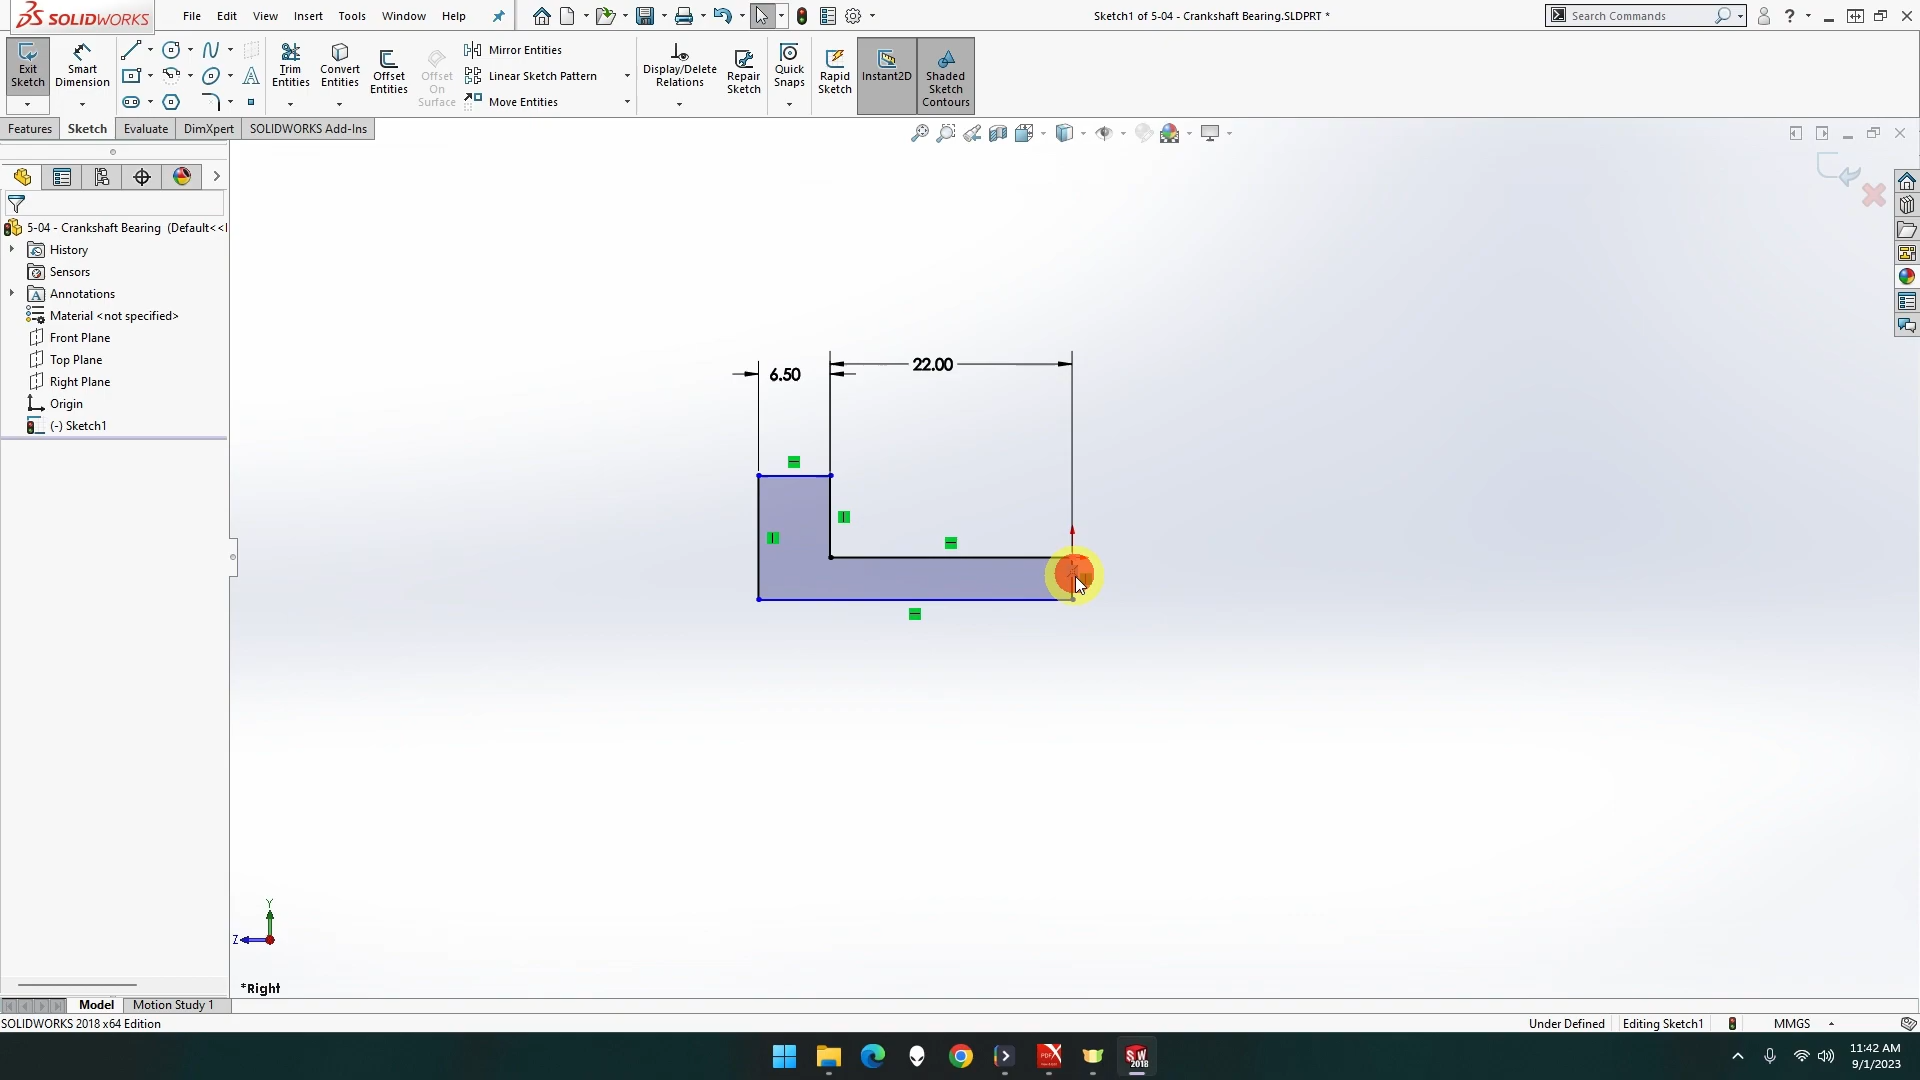 SOLIDWORKS
File Edit View Insert Tools Window Help
Sketch1 of 5-04 - Crankshaft Bearing.SLDPRT *
Search Commands
Exit Sketch
Smart Dimension
Trim Entities
Convert Entities
Offset Entities
Offset On Surface
Mirror Entities
Linear Sketch Pattern
Move Entities
Display/Delete Relations
Repair Sketch
Quick Snaps
Rapid Sketch
Instant2D
Shaded Sketch Contours
Features Sketch Evaluate DimXpert SOLIDWORKS Add-Ins
5-04 - Crankshaft Bearing (Default<<
History
Sensors
Annotations
Material <not specified>
Front Plane
Top Plane
Right Plane
Origin
(-) Sketch1
6.50
22.00
Y
Z
*Right
Model Motion Study 1
SOLIDWORKS 2018 x64 Edition
Under Defined Editing Sketch1 MMGS
PDF
SW 2018
11:42 AM
9/1/2023